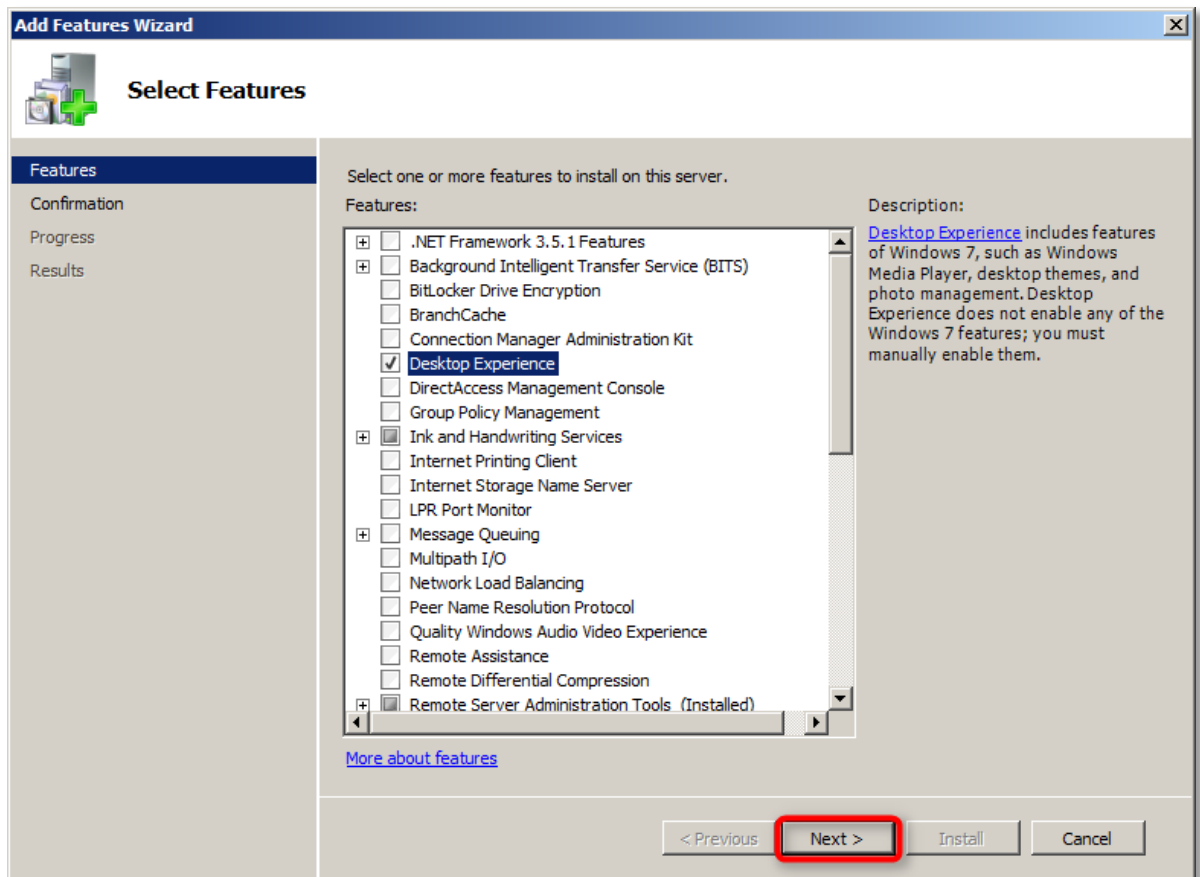 Add Features Wizard
Select Features
Features
Confirmation
Progress
Results
Select one or more features to install on this server.
Features:
.NET Framework 3.5.1 Features
Background Intelligent Transfer Service (BITS)
BitLocker Drive Encryption
BranchCache
Connection Manager Administration Kit
Desktop Experience
DirectAccess Management Console
Group Policy Management
Ink and Handwriting Services
Internet Printing Client
Internet Storage Name Server
LPR Port Monitor
Message Queuing
Multipath I/O
Network Load Balancing
Peer Name Resolution Protocol
Quality Windows Audio Video Experience
Remote Assistance
Remote Differential Compression
Remote Server Administration Tools (Installed)
More about features
Description:
Desktop Experience includes features
of Windows 7, such as Windows
Media Player, desktop themes, and
photo management. Desktop
Experience does not enable any of the
Windows 7 features; you must
manually enable them.
< Previous
Next >
Install
Cancel